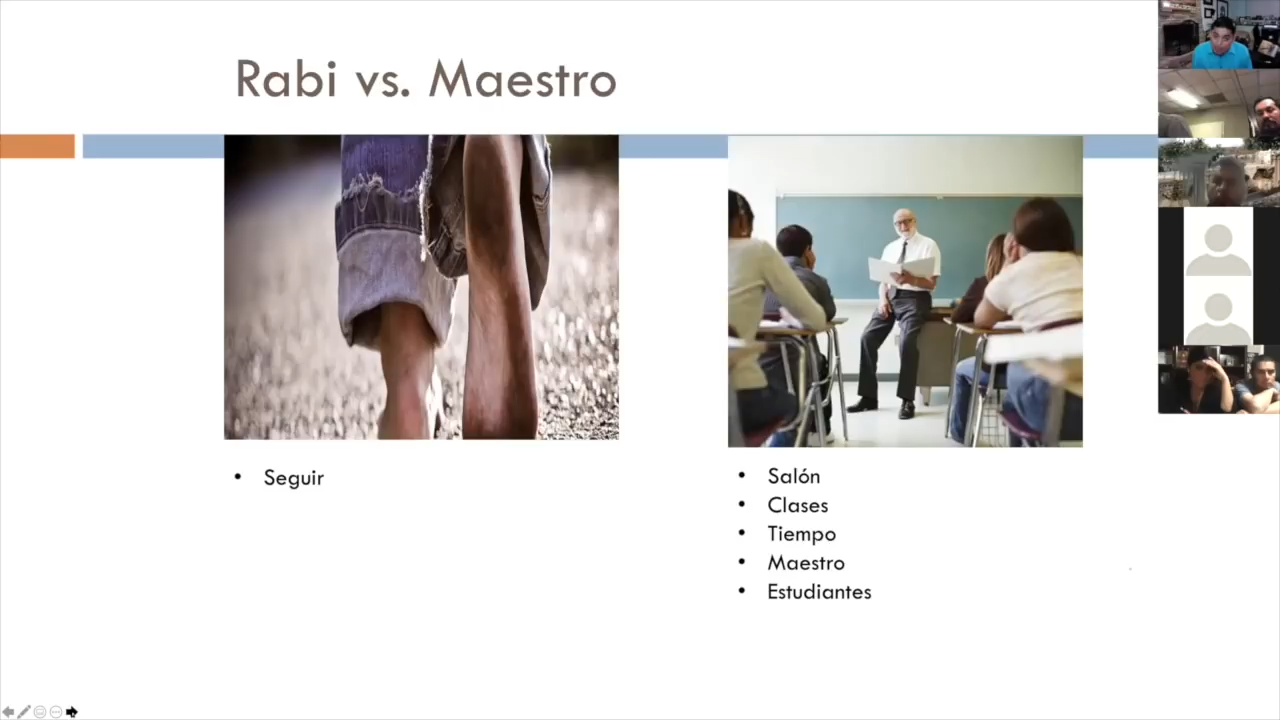 Rabi vs. Maestro
• Seguir
• Salón
• Clases
• Tiempo
• Maestro
• Estudiantes